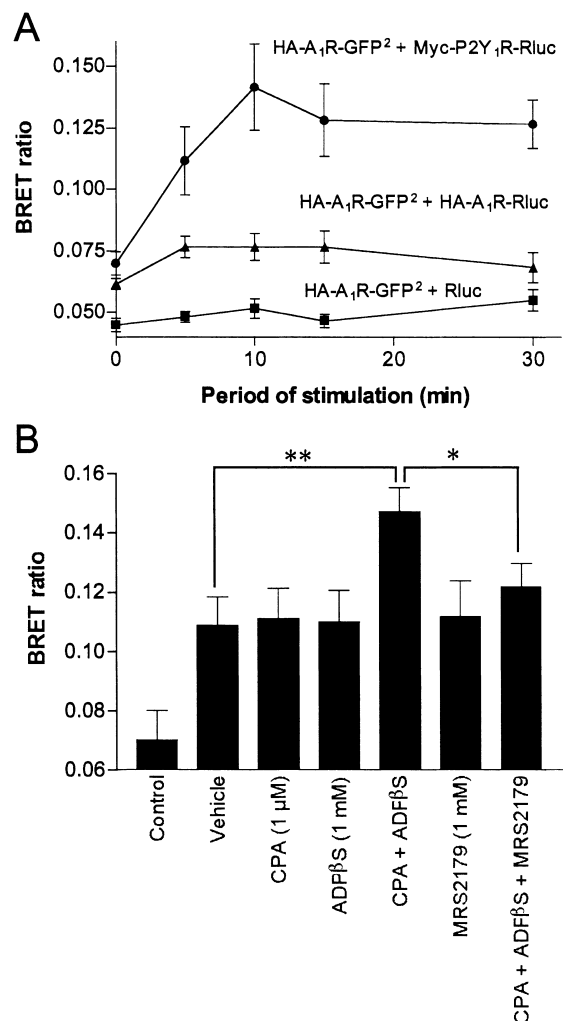 A
HA-A₁R-GFP² + Myc-P2Y₁R-Rluc
0.150
0.125
0.100
0.075
0.050
BRET ratio
HA-A₁R-GFP² + HA-A₁R-Rluc
HA-A₁R-GFP² + Rluc
0 10 20 30
Period of stimulation (min)
B
** *
0.16
0.14
0.12
0.10
0.08
0.06
BRET ratio
Control
Vehicle
CPA (1 µM)
ADPβS (1 mM)
CPA + ADPβS
MRS2179 (1 mM)
CPA + ADPβS + MRS2179